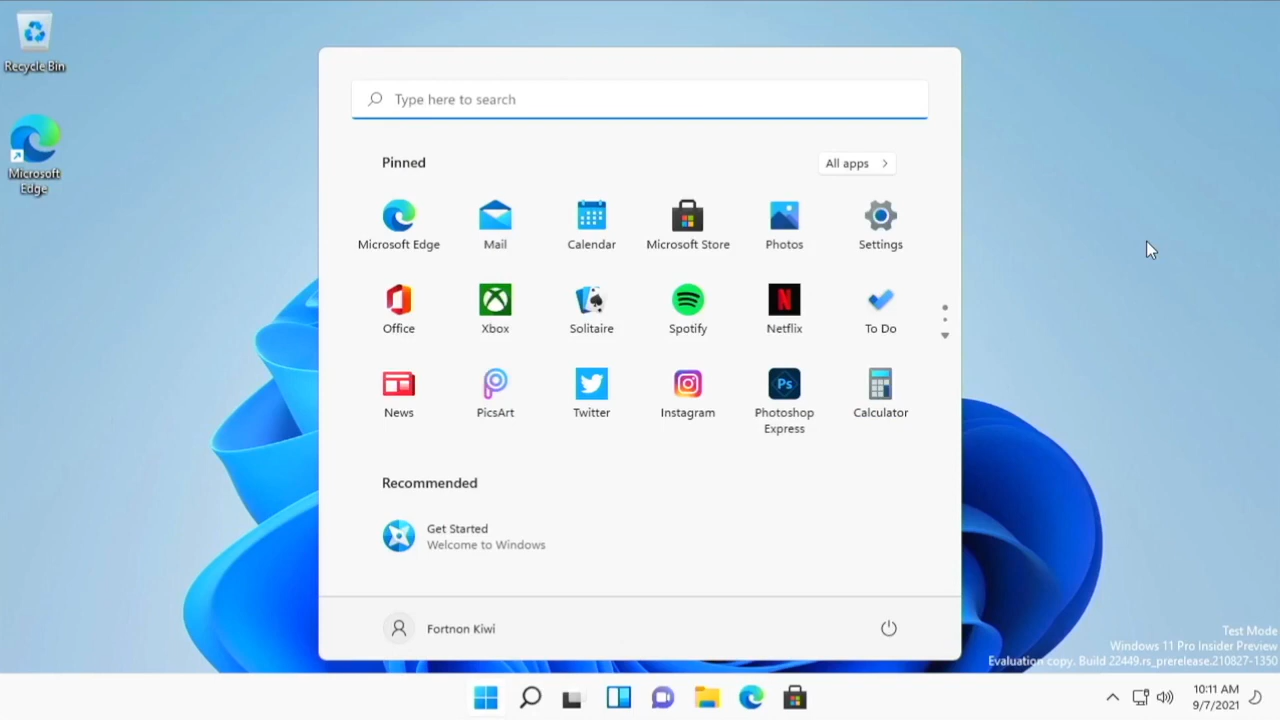 Recycle Bin
Microsoft
Edge
Type here to search
Pinned
All apps
Microsoft Edge
Mail
Calendar
Microsoft Store
Photos
Settings
Office
Xbox
Solitaire
Spotify
N
Netflix
To Do
News
PicsArt
Twitter
Instagram
Ps
Photoshop
Express
Calculator
Recommended
Get Started
Welcome to Windows
Fortnon Kiwi
Test Mode
Windows 11 Pro Insider Preview
Evaluation copy. Build 22449.rs_prerelease.210827-1350
10:11 AM
9/7/2021